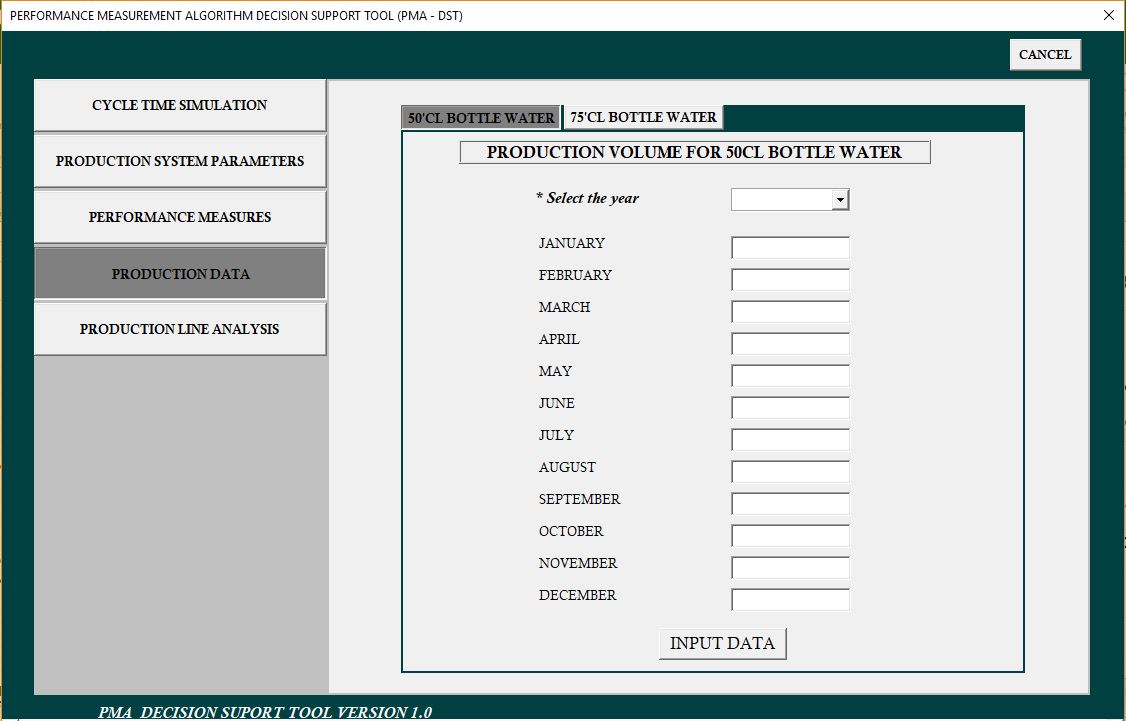 PERFORMANCE MEASUREMENT ALGORITHM DECISION SUPPORT TOOL (PMA - DST)
CANCEL
CYCLE TIME SIMULATION
PRODUCTION SYSTEM PARAMETERS
PERFORMANCE MEASURES
PRODUCTION DATA
PRODUCTION LINE ANALYSIS
50'CL BOTTLE WATER
75'CL BOTTLE WATER
PRODUCTION VOLUME FOR 50CL BOTTLE WATER
* Select the year
JANUARY
FEBRUARY
MARCH
APRIL
MAY
JUNE
JULY
AUGUST
SEPTEMBER
OCTOBER
NOVEMBER
DECEMBER
INPUT DATA
PMA DECISION SUPORT TOOL VERSION 1.0